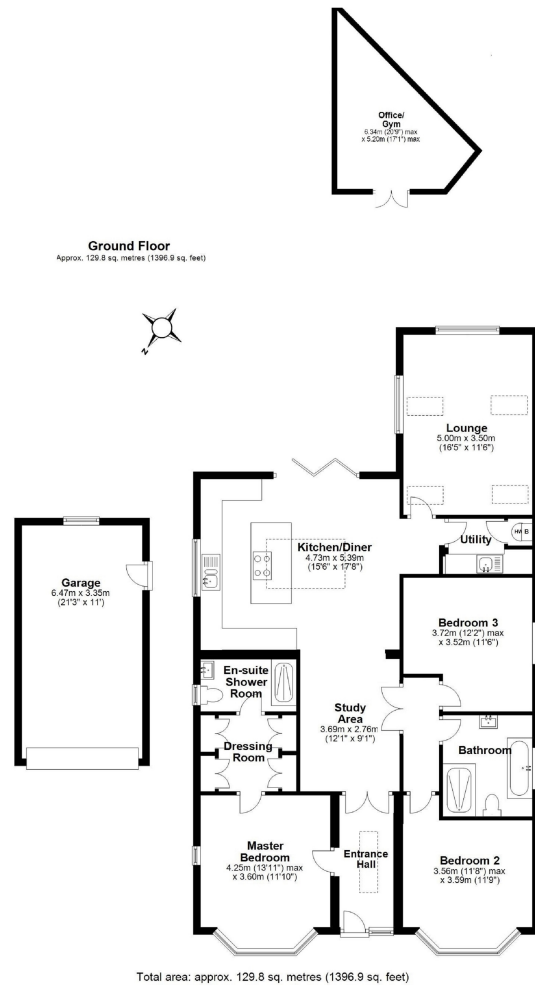 Office/
Gym
6.34m (20'9") max
x 5.20m (17'1") max
Ground Floor
Approx. 129.8 sq. metres (1396.9 sq. feet)
N
Lounge
5.00m x 3.50m
(16'5" x 11'6")
Kitchen/Diner
4.73m x 5.39m
(15'6" x 17'8")
Utility
HW B
Garage
6.47m x 3.35m
(21'3" x 11')
Bedroom 3
3.72m (12'2") max
x 3.52m (11'6")
En-suite
Shower
Room
Study
Area
3.69m x 2.76m
(12'1" x 9'1")
Dressing
Room
Bathroom
Master
Bedroom
4.25m (13'11") max
x 3.60m (11'10")
Entrance
Hall
Bedroom 2
3.56m (11'8") max
x 3.59m (11'9")
Total area: approx. 129.8 sq. metres (1396.9 sq. feet)